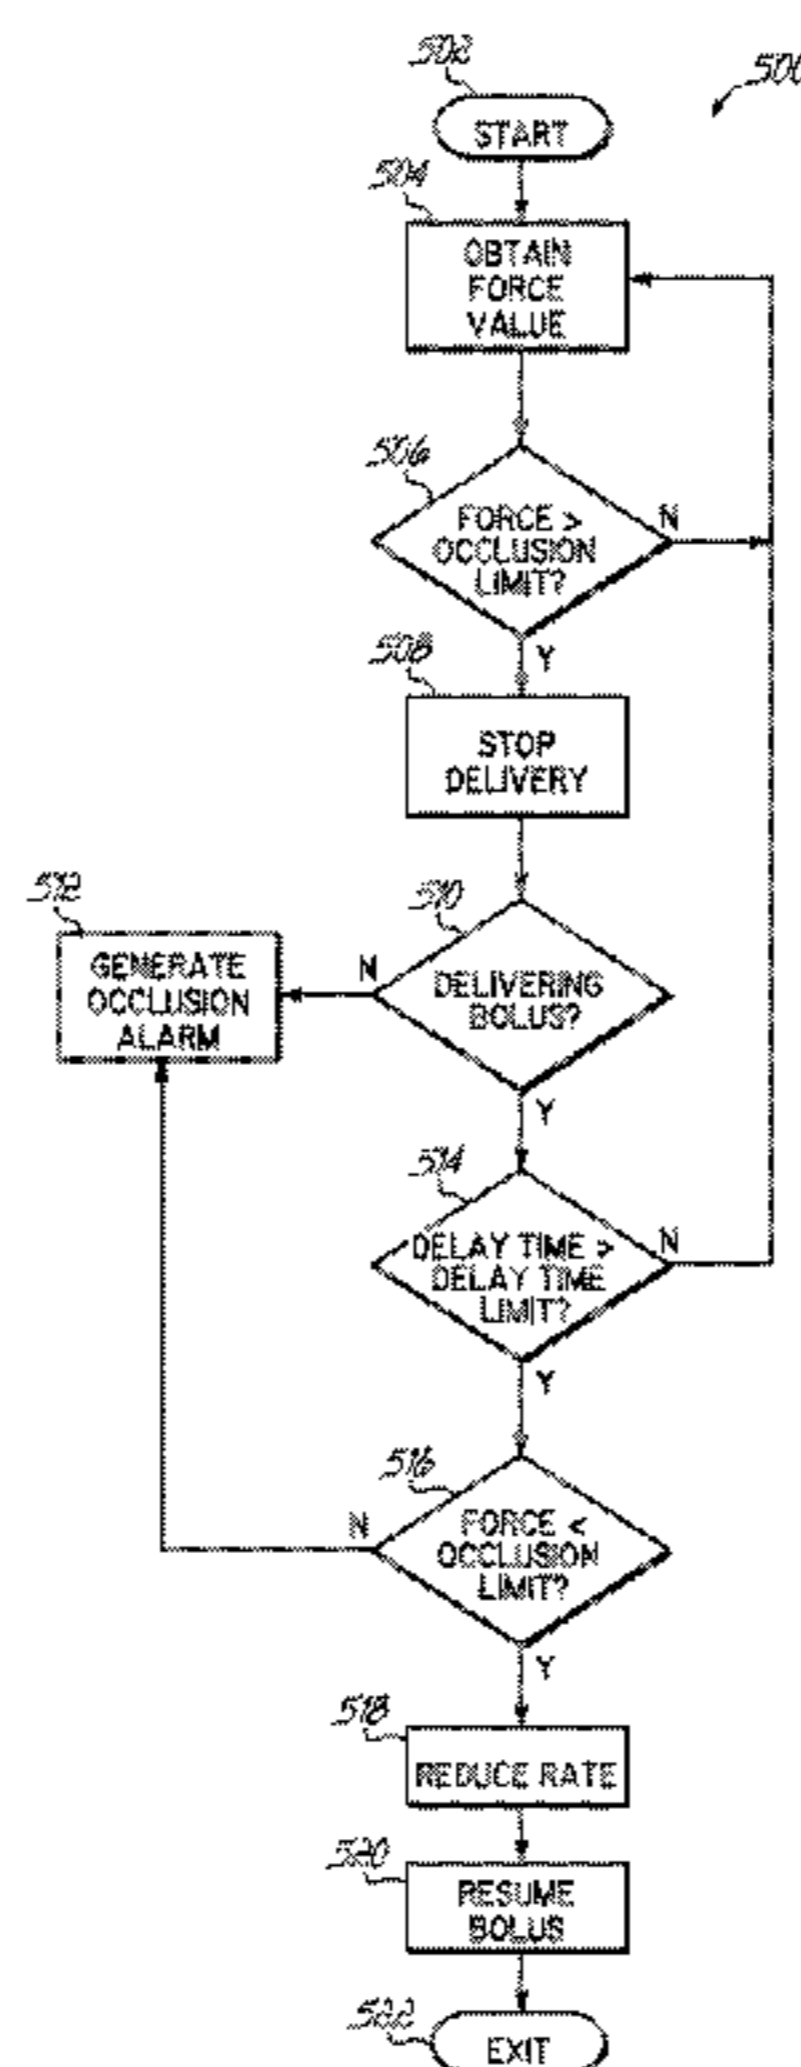 502
500
START
504
OBTAIN
FORCE
VALUE
506
FORCE >
OCCLUSION
LIMIT?
N
Y
508
STOP
DELIVERY
510
512
GENERATE
OCCLUSION
ALARM
N
DELIVERING
BOLUS?
Y
514
DELAY TIME >
DELAY TIME
LIMIT?
N
Y
516
FORCE <
OCCLUSION
LIMIT?
N
Y
518
REDUCE RATE
520
RESUME
BOLUS
522
EXIT